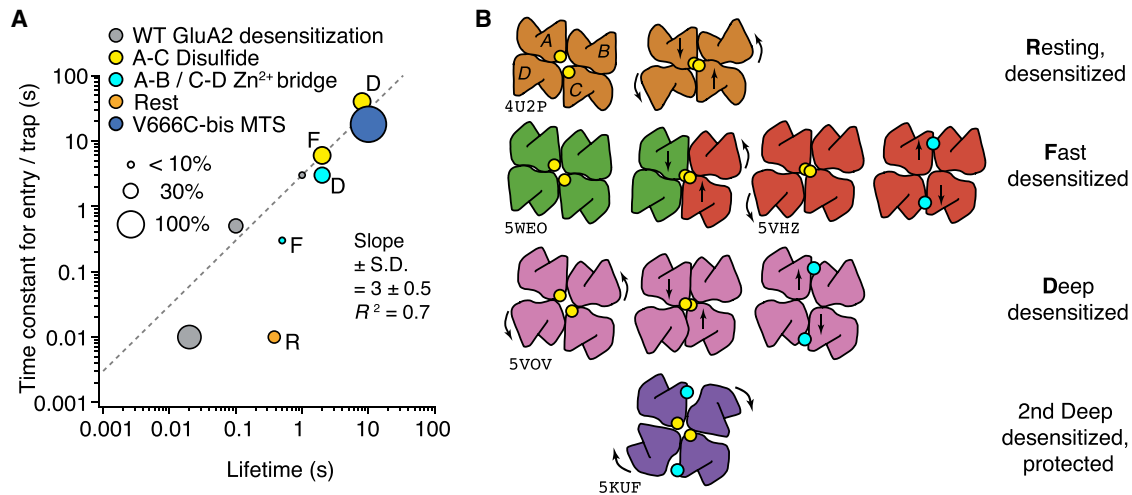 A
WT GluA2 desensitization
A-C Disulfide
A-B / C-D Zn²⁺ bridge
Rest
V666C-bis MTS
< 10%
30%
100%
Time constant for entry / trap (s)
100
10
1
0.1
0.01
0.001
0.001
0.01
0.1
1
10
100
Lifetime (s)
D
F
D
F
R
Slope
± S.D.
= 3 ± 0.5
R² = 0.7
B
A
B
D
C
4U2P
Resting,
desensitized
5WEO
5VHZ
Fast
desensitized
5VOV
Deep
desensitized
5KUF
2nd Deep
desensitized,
protected